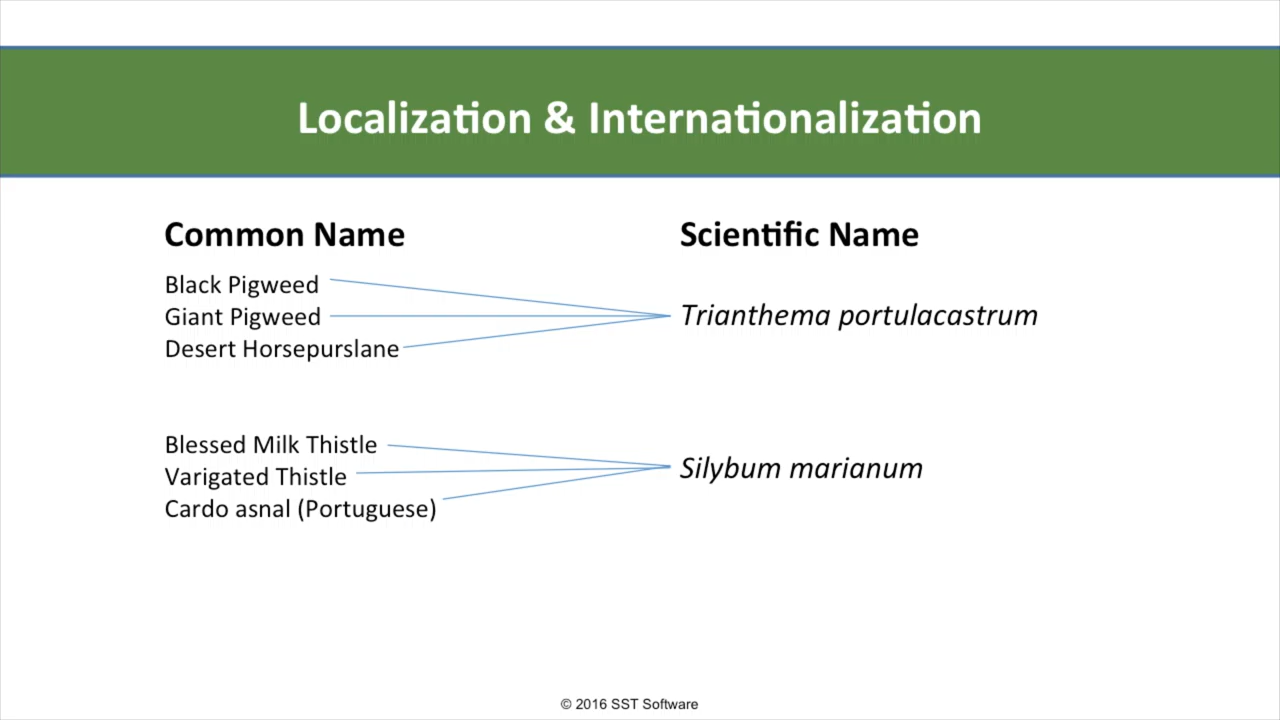 Localization & Internationalization
Common Name
Scientific Name
Black Pigweed
Giant Pigweed
Desert Horsepurslane
Trianthema portulacastrum
Blessed Milk Thistle
Varigated Thistle
Cardo asnal (Portuguese)
Silybum marianum
© 2016 SST Software